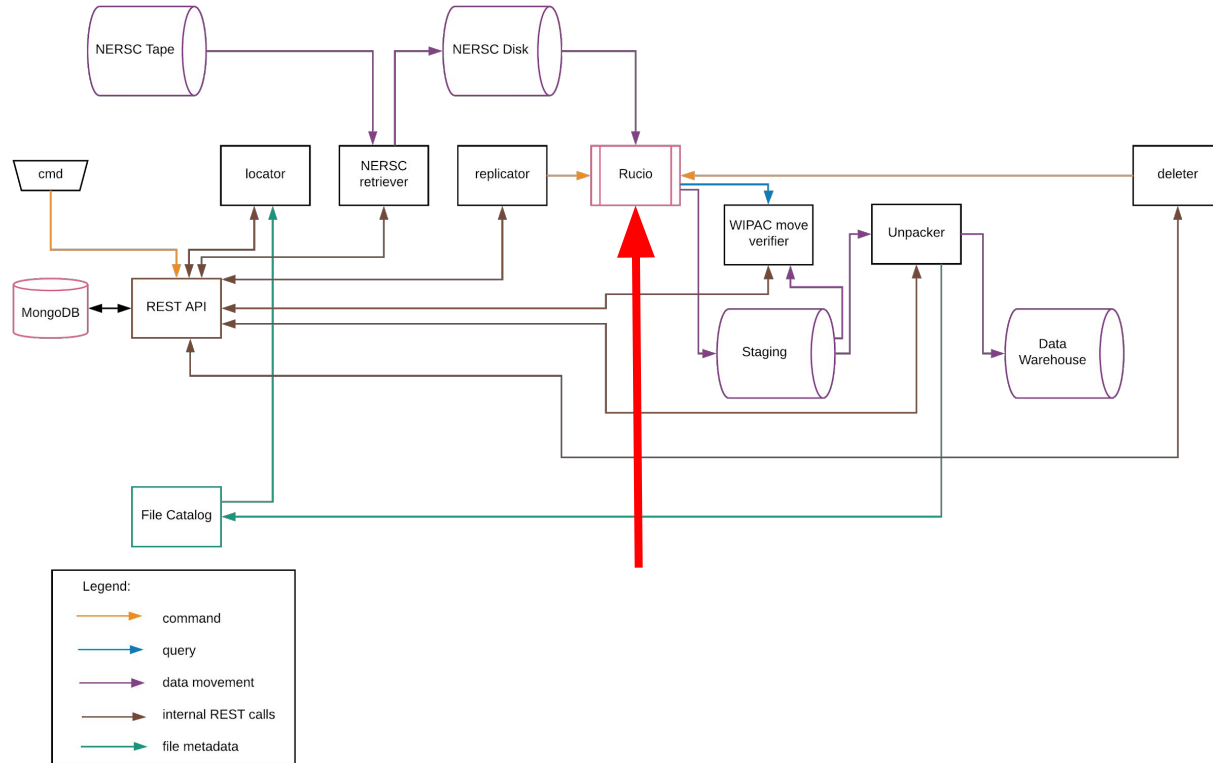 NERSC Tape
NERSC Disk
cmd
locator
NERSC
retriever
replicator
Rucio
deleter
WIPAC move
verifier
Unpacker
MongoDB
REST API
Staging
Data
Warehouse
File Catalog
Legend:
command
query
data movement
internal REST calls
file metadata